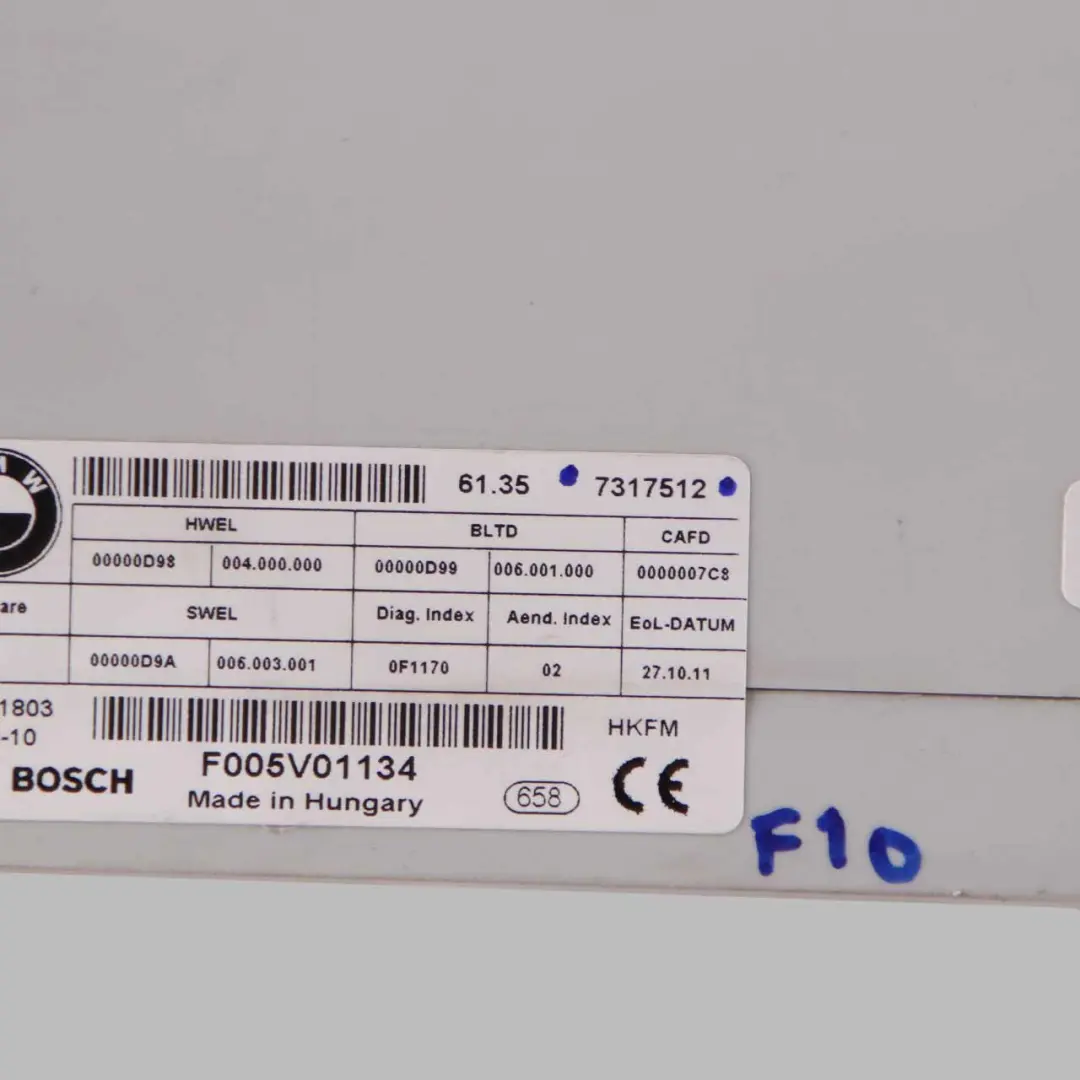 M W
61.35 7317512
HWEL BLTD CAFD
00000D98 004.000.000 00000D99 006.001.000 0000007C8
are SWEL Diag. Index Aend. Index EoL-DATUM
00000D9A 006.003.001 0F1170 02 27.10.11
1803
-10
HKFM
F005V01134
BOSCH
Made in Hungary
658
CE
F10